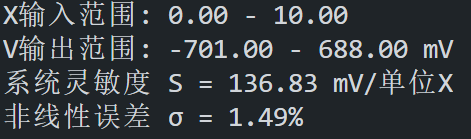 X输入范围: 0.00 - 10.00
V输出范围: -701.00 - 688.00 mV
系统灵敏度 S = 136.83 mV/单位X
非线性误差 σ = 1.49%